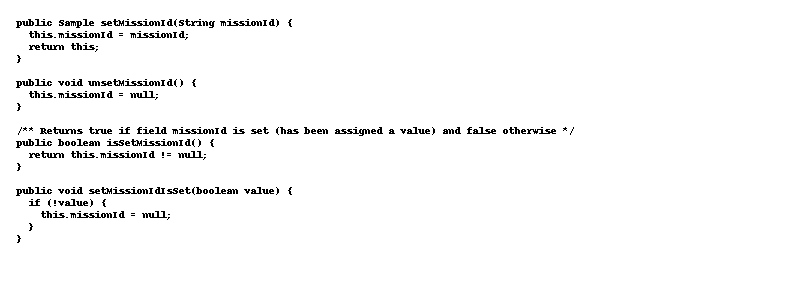 public Sample setMissionId(String missionId) {
  this.missionId = missionId;
  return this;
}

public void unsetMissionId() {
  this.missionId = null;
}

/** Returns true if field missionId is set (has been assigned a value) and false otherwise */
public boolean isSetMissionId() {
  return this.missionId != null;
}

public void setMissionIdIsSet(boolean value) {
  if (!value) {
    this.missionId = null;
  }
}